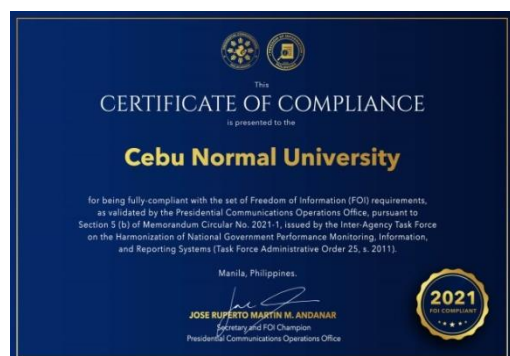 This
CERTIFICATE OF COMPLIANCE
is presented to the
Cebu Normal University
for being fully-compliant with the set of Freedom of Information (FOI) requirements,
as validated by the Presidential Communications Operations Office, pursuant to
Section 5 (b) of Memorandum Circular No. 2021-1, issued by the Inter-Agency Task Force
on the Harmonization of National Government Performance Monitoring, Information,
and Reporting Systems (Task Force Administrative Order 25, s. 2011).
Manila, Philippines.
JOSE RUPERTO MARTIN M. ANDANAR
Secretary and FOI Champion
Presidential Communications Operations Office
2021
FOI COMPLIANT